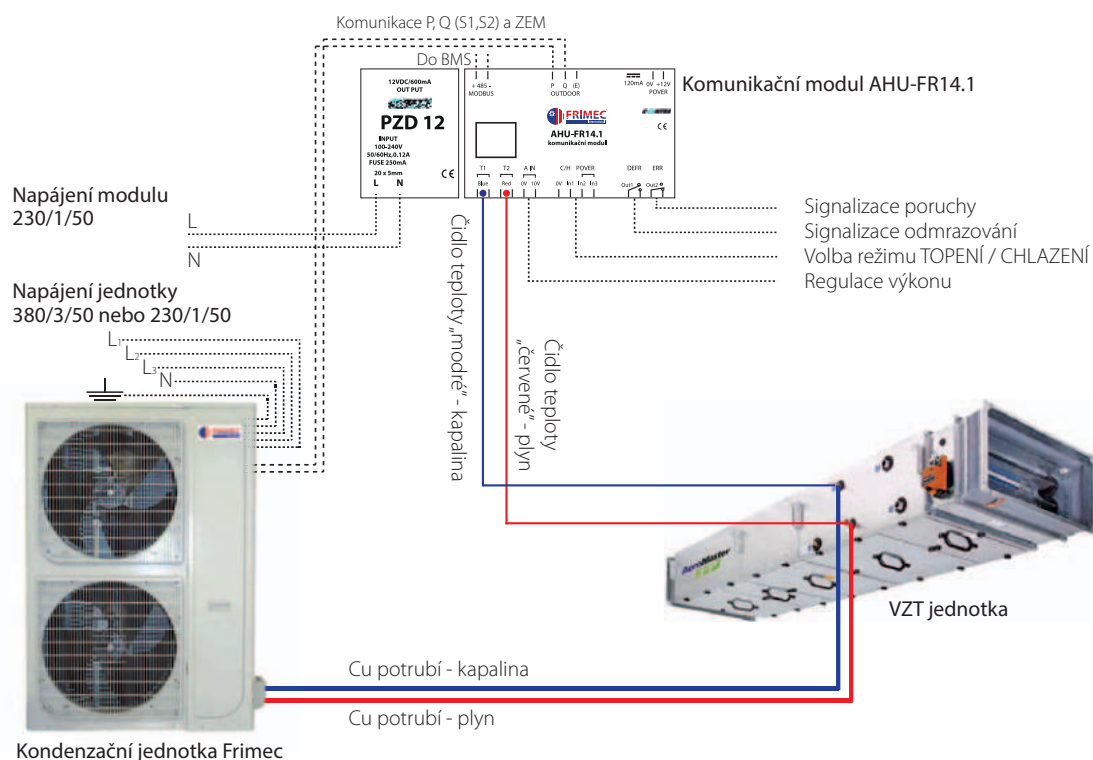 Komunikace P, Q (S1,S2) a ZEM
Do BMS
12VDC/600mA
OUT PUT
PZD 12
INPUT
100-240V
50/60Hz,0.12A
FUSE 250mA
20 x 5mm
L N
CE
+ 485 -
MODBUS
P Q (E)
OUTDOOR
120mA
0V +12V
POWER
CE
FRIMEC
AHU-FR14.1
komunikační modul
T1 T2 A IN C/H POVER DEFR ERR
Blue Red 0V 10V 0V In1 In2 In3 Out1 Out2
Komunikační modul AHU-FR14.1
Napájení modulu
230/1/50
L
N
Napájení jednotky
380/3/50 nebo 230/1/50
L1
L2
L3
N
Čidlo teploty
„modré" - kapalina
Čidlo teploty
„červené" - plyn
Signalizace poruchy
Signalizace odmrazování
Volba režimu TOPENÍ / CHLAZENÍ
Regulace výkonu
FRIMEC
AeroMaster
VZT jednotka
Cu potrubí - kapalina
Cu potrubí - plyn
Kondenzační jednotka Frimec